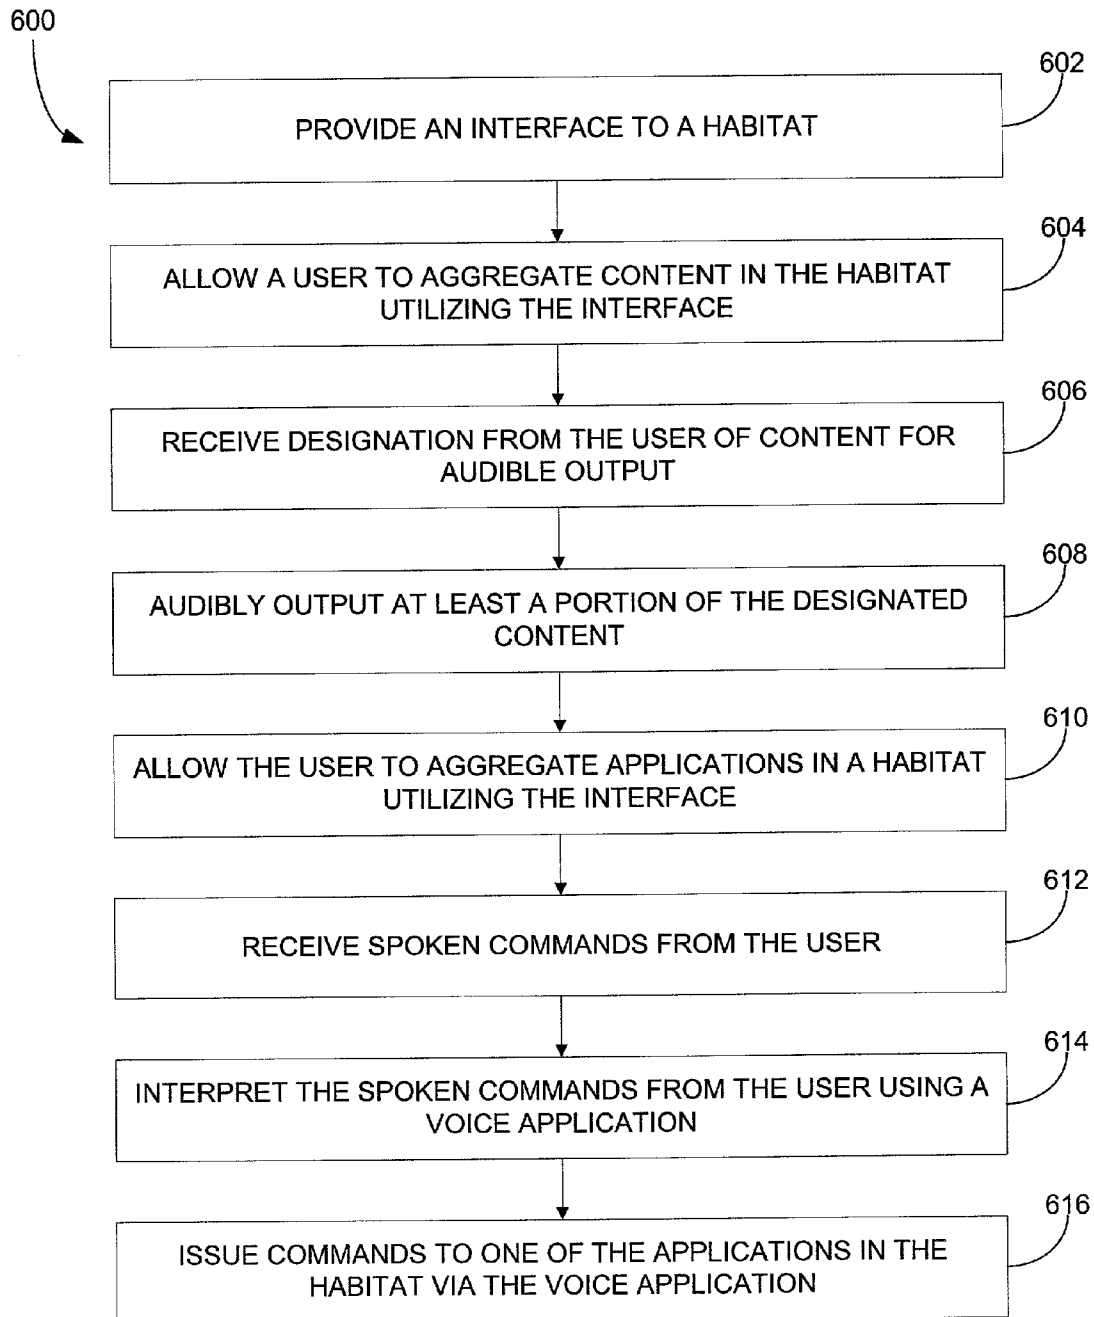 600
602
PROVIDE AN INTERFACE TO A HABITAT
604
ALLOW A USER TO AGGREGATE CONTENT IN THE HABITAT
UTILIZING THE INTERFACE
606
RECEIVE DESIGNATION FROM THE USER OF CONTENT FOR
AUDIBLE OUTPUT
608
AUDIBLY OUTPUT AT LEAST A PORTION OF THE DESIGNATED
CONTENT
610
ALLOW THE USER TO AGGREGATE APPLICATIONS IN A HABITAT
UTILIZING THE INTERFACE
612
RECEIVE SPOKEN COMMANDS FROM THE USER
614
INTERPRET THE SPOKEN COMMANDS FROM THE USER USING A
VOICE APPLICATION
616
ISSUE COMMANDS TO ONE OF THE APPLICATIONS IN THE
HABITAT VIA THE VOICE APPLICATION